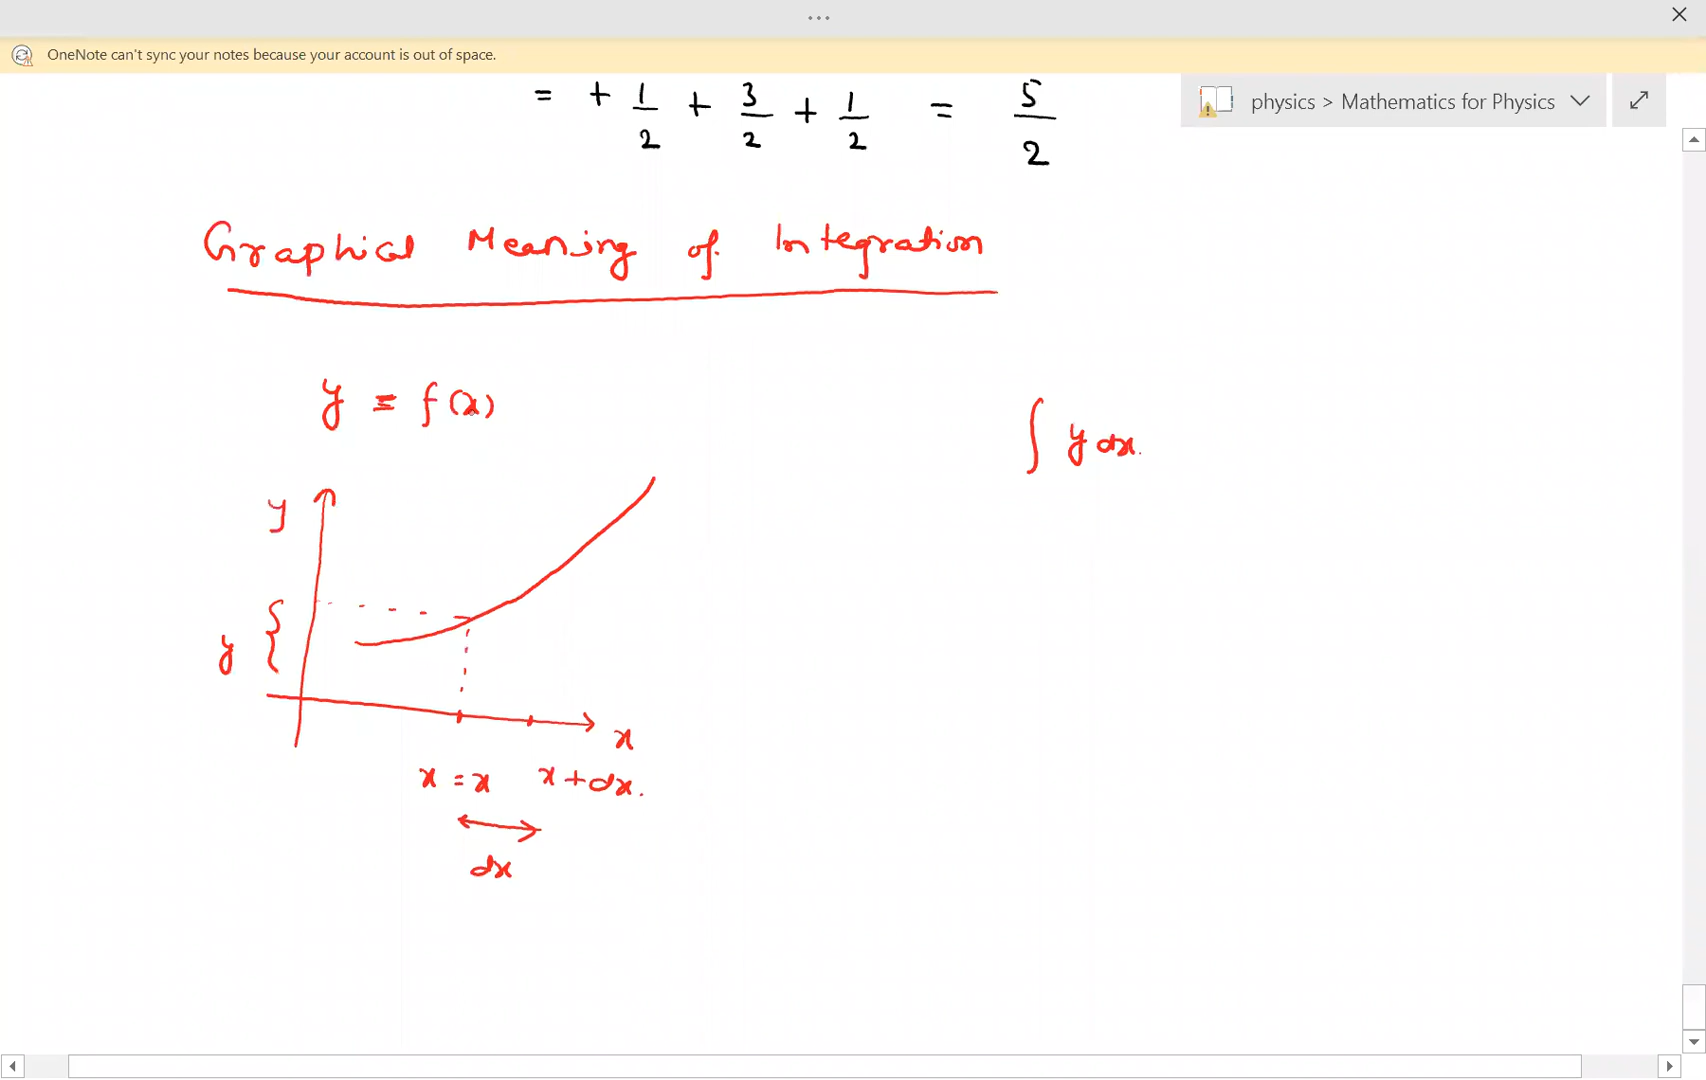 ...
OneNote can't sync your notes because your account is out of space.
physics > Mathematics for Physics
= + 1/2 + 3/2 + 1/2 = 5/2
Graphical Meaning of Integration
y = f(x)
∫ y dx.
y
y {
x
x = x x + dx.
dx